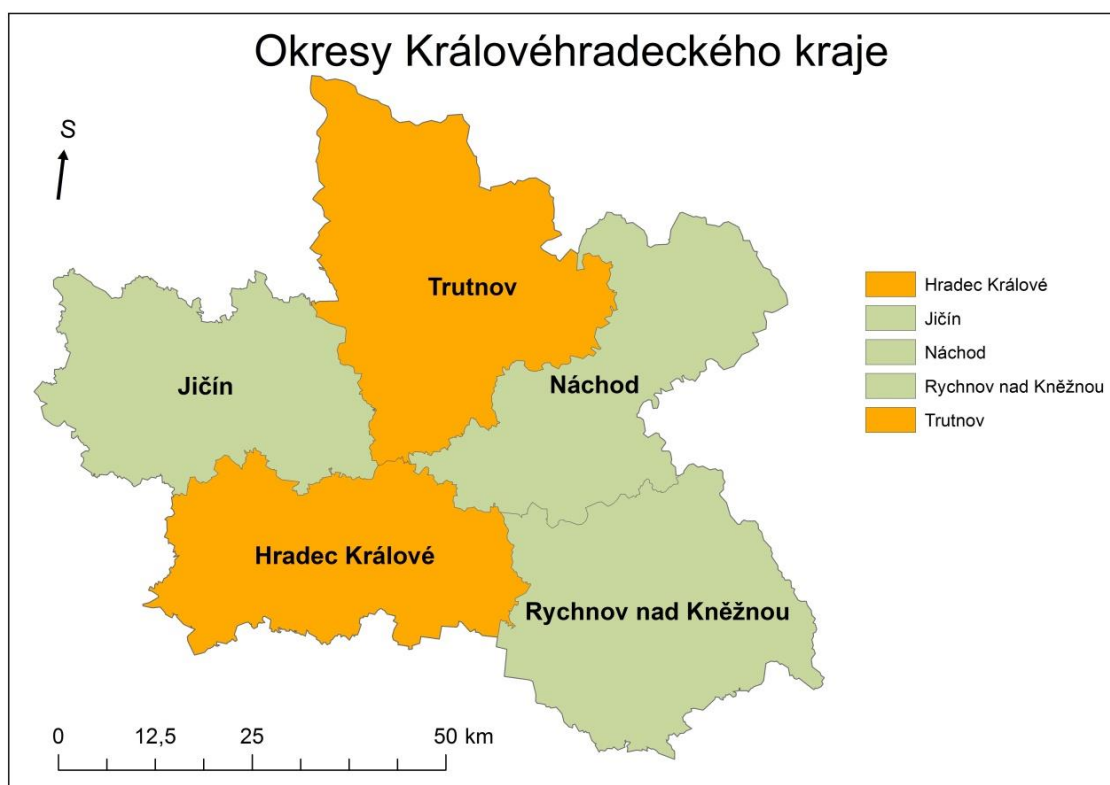 Okresy Královéhradeckého kraje
S
Trutnov
Jičín
Náchod
Hradec Králové
Rychnov nad Kněžnou
Hradec Králové
Jičín
Náchod
Rychnov nad Kněžnou
Trutnov
0 12,5 25 50 km